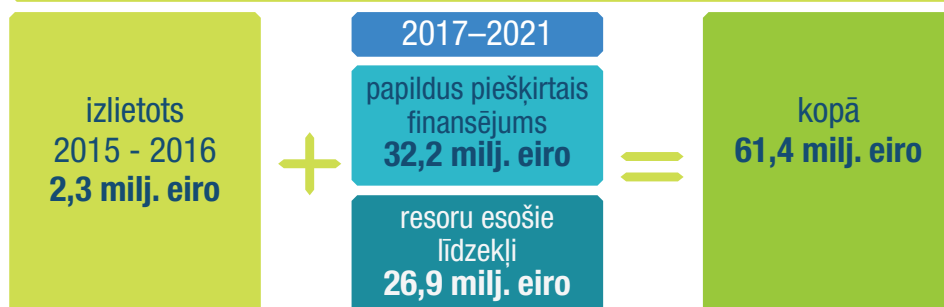 izlietots
2015 - 2016
2,3 milj. eiro
+
2017–2021
papildus piešķirtais
finansējums
32,2 milj. eiro
resoru esošie
līdzekļi
26,9 milj. eiro
=
kopā
61,4 milj. eiro